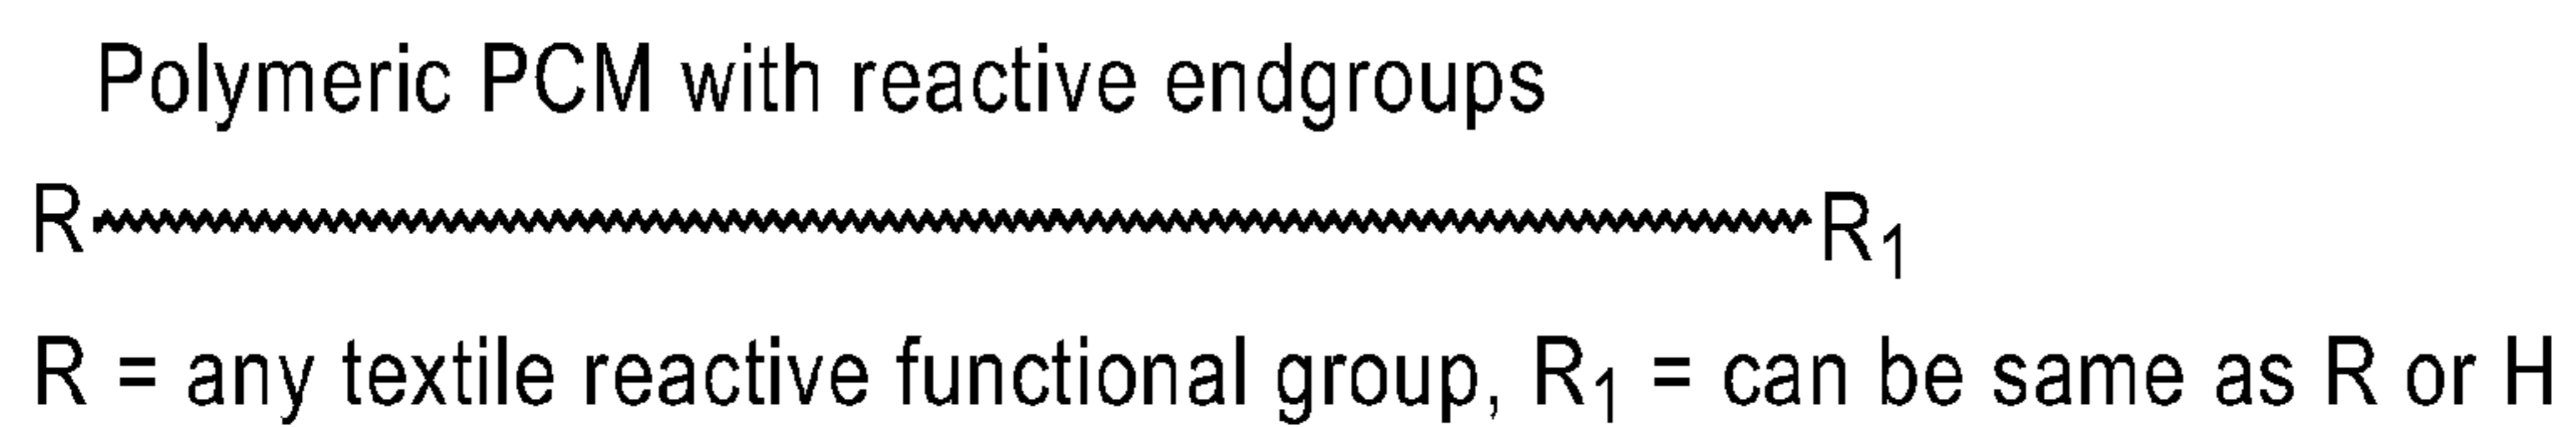 Polymeric PCM with reactive endgroups
R R₁
R = any textile reactive functional group, R₁ = can be same as R or H